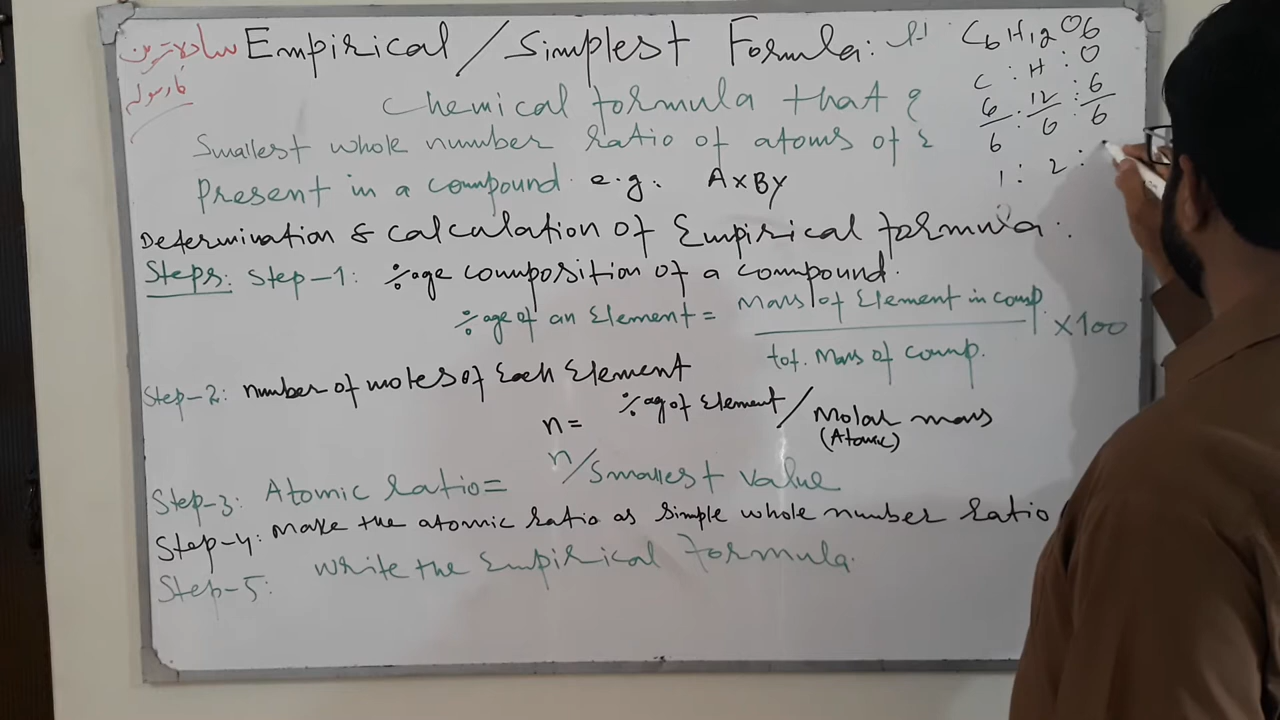 سادہ ترین
فارمولہ
Empirical / Simplest Formula:
Chemical formula that
Smallest whole number ratio of atoms of
Present in a compound. e.g. AxBy
Determination & calculation of Empirical formula:
Steps: Step-1: %age composition of a compound.
%age of an Element = Mass of Element in comp.
tot. Mass of comp. X100
Step-2: number of moles of Each Element
n = %ag of Element / Molar mass
(Atomic)
Step-3: Atomic ratio = n/Smallest value
Step-4: make the atomic ratio as simple whole number ratio
Step-5: write the Empirical formula.
C6H12O6
C : H : O
6/6 : 12/6 : 6/6
1 : 2 :